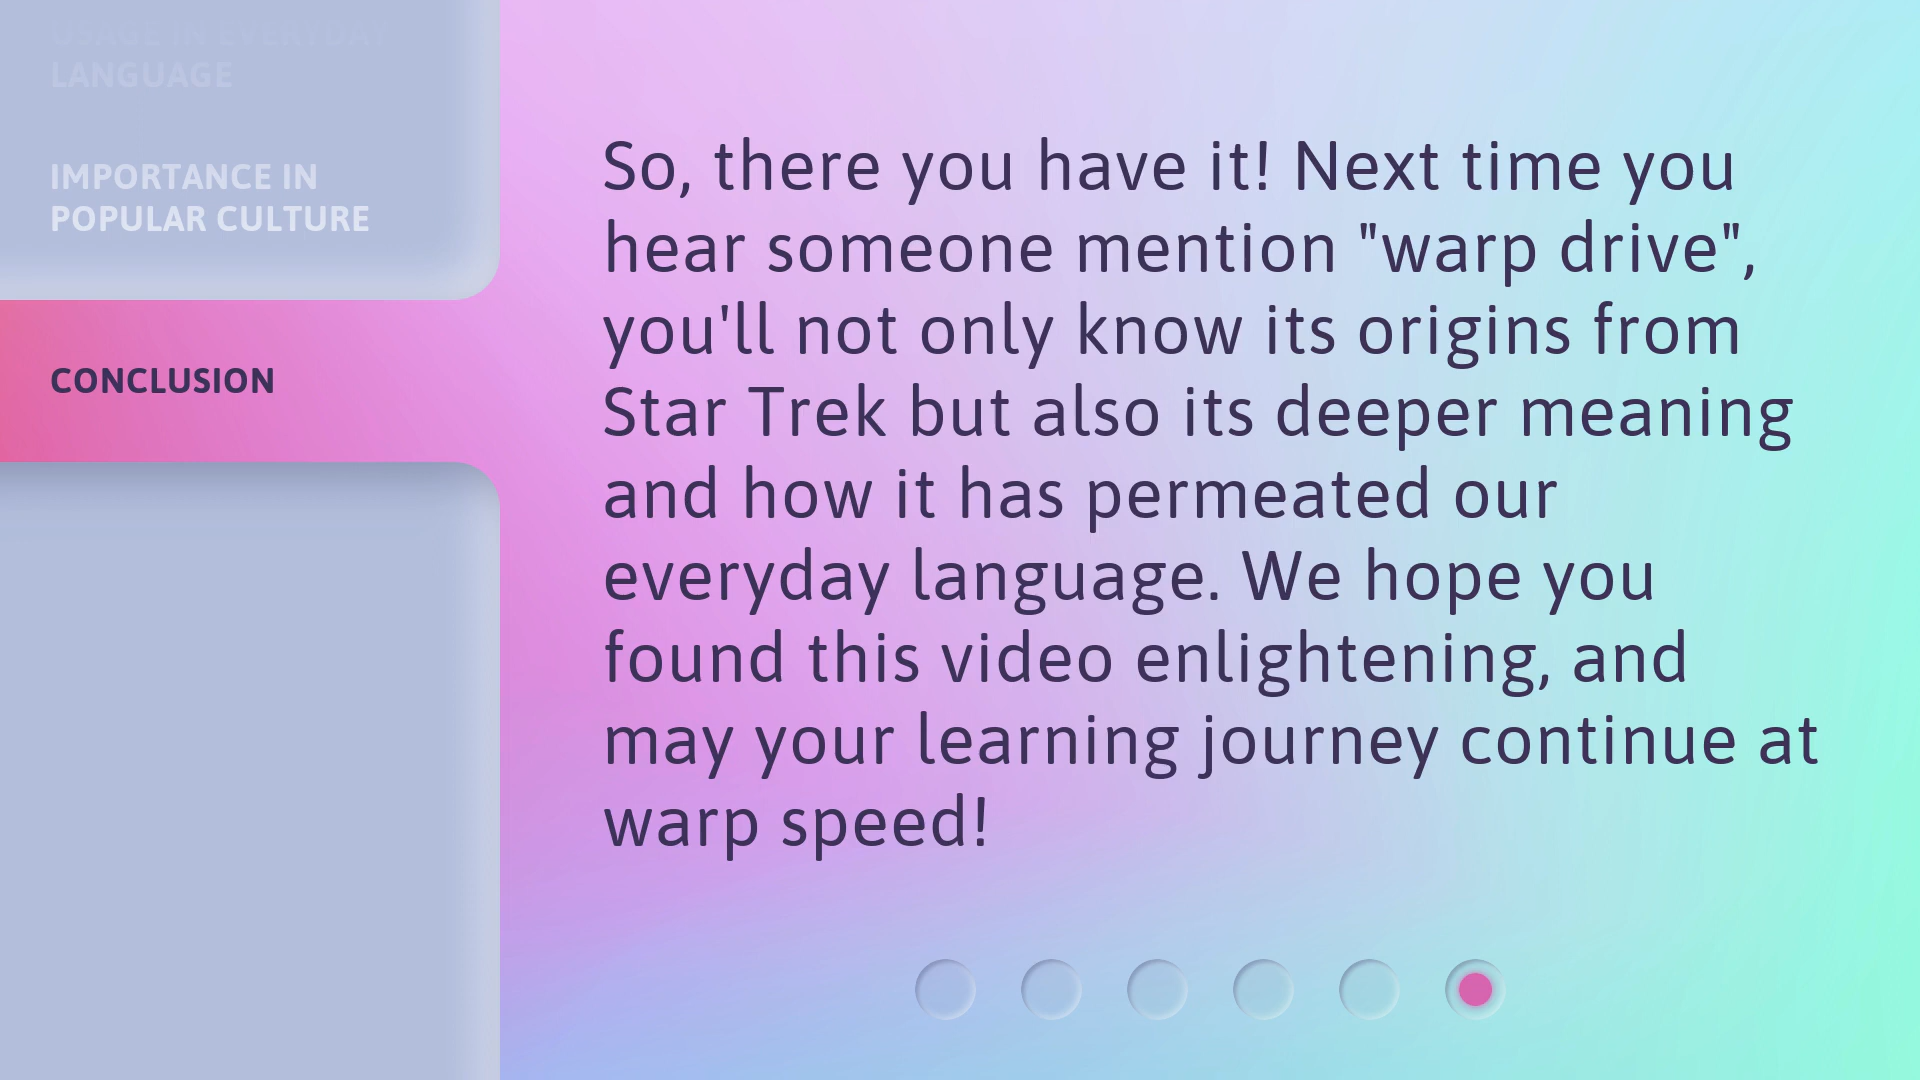 USAGE IN EVERYDAY
LANGUAGE
IMPORTANCE IN
POPULAR CULTURE
CONCLUSION
So, there you have it! Next time you
hear someone mention "warp drive",
you'll not only know its origins from
Star Trek but also its deeper meaning
and how it has permeated our
everyday language. We hope you
found this video enlightening, and
may your learning journey continue at
warp speed!